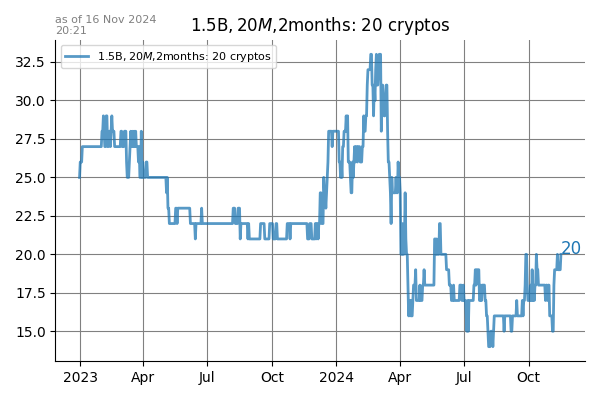 as of 16 Nov 2024
20:21
1.5B, 20M,2months: 20 cryptos
1.5B, 20M,2months: 20 cryptos
32.5
30.0
27.5
25.0
22.5
20.0
17.5
15.0
20
2023
Apr
Jul
Oct
2024
Apr
Jul
Oct